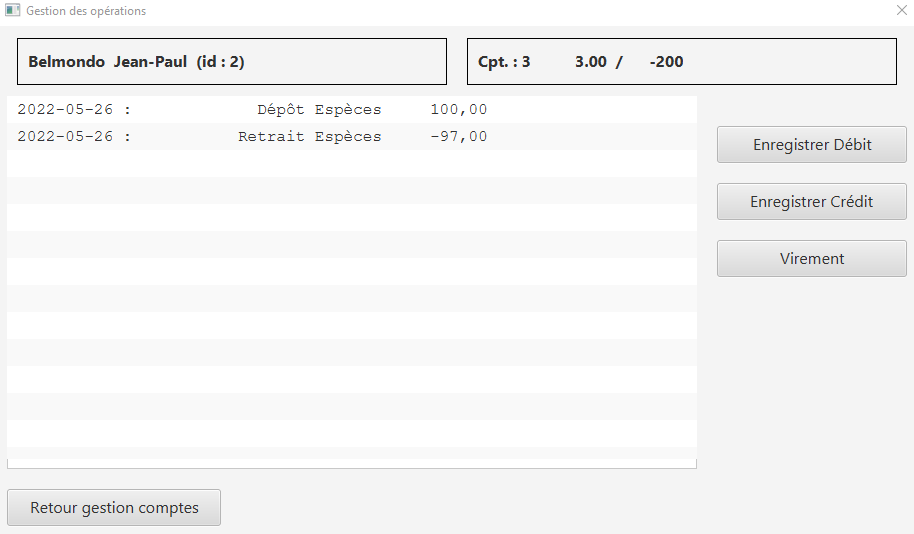 Gestion des opérations
Belmondo Jean-Paul (id : 2)
Cpt. : 3 3.00 / -200
2022-05-26 : Dépôt Espèces 100,00
2022-05-26 : Retrait Espèces -97,00
Enregistrer Débit
Enregistrer Crédit
Virement
Retour gestion comptes